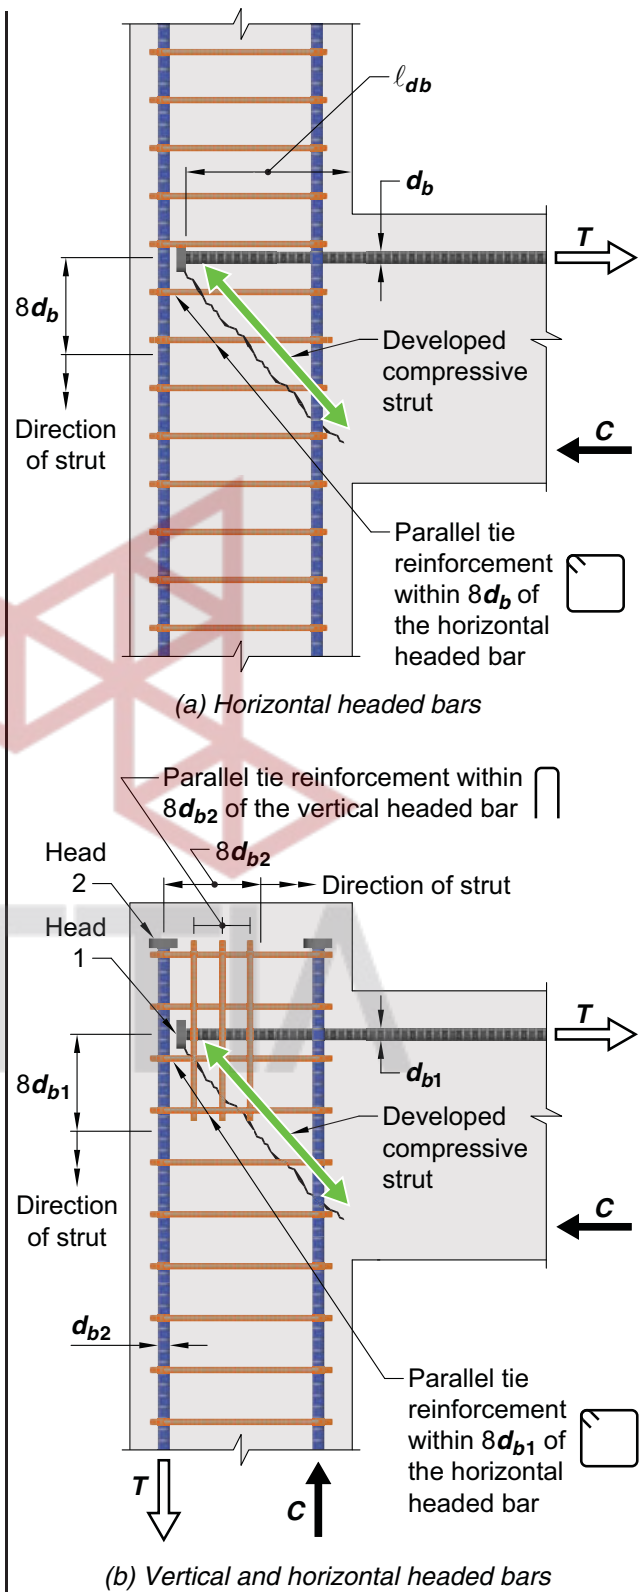 ℓdb
db
T
8db
Developed
compressive
strut
Direction
of strut
C
Parallel tie
reinforcement
within 8db of
the horizontal
headed bar
(a) Horizontal headed bars
Parallel tie reinforcement within
8db2 of the vertical headed bar
8db2
Head
2
Direction of strut
Head
1
T
db1
8db1
Developed
compressive
strut
Direction
of strut
C
db2
Parallel tie
reinforcement
within 8db1 of
the horizontal
headed bar
T
C
(b) Vertical and horizontal headed bars